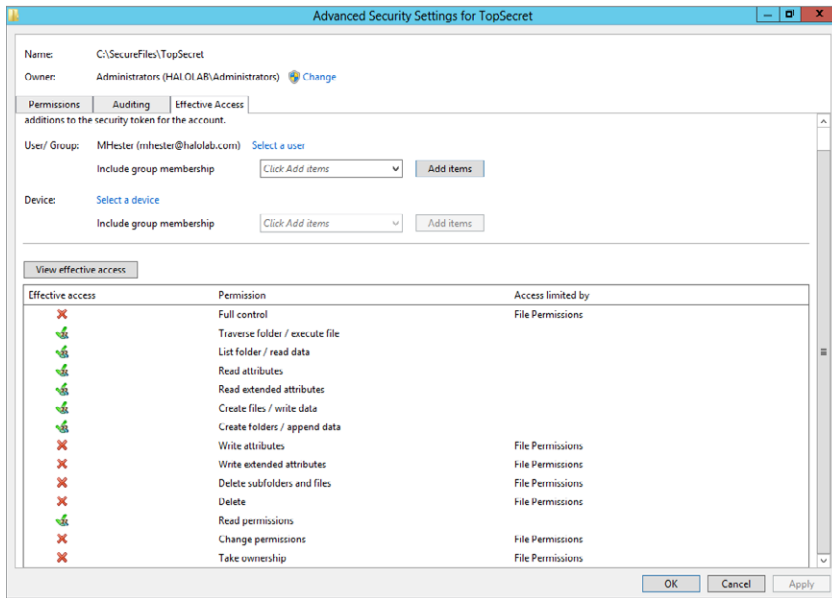 Advanced Security Settings for TopSecret
Name: C:\SecureFiles\TopSecret
Owner: Administrators (HALOLAB\Administrators) Change
Permissions Auditing Effective Access
additions to the security token for the account.
User/ Group: MHester (mhester@halolab.com) Select a user
Include group membership Click Add items Add items
Device: Select a device
Include group membership Click Add items Add items
View effective access
Effective access Permission Access limited by
Full control File Permissions
Traverse folder / execute file
List folder / read data
Read attributes
Read extended attributes
Create files / write data
Create folders / append data
Write attributes File Permissions
Write extended attributes File Permissions
Delete subfolders and files File Permissions
Delete File Permissions
Read permissions
Change permissions File Permissions
Take ownership File Permissions
OK Cancel Apply